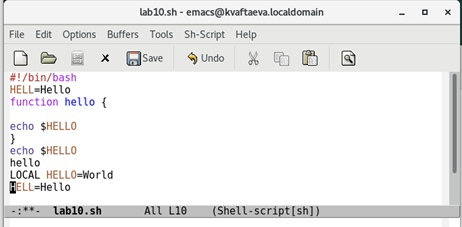 lab10.sh - emacs@kvaftaeva.localdomain
File Edit Options Buffers Tools Sh-Script Help
Save Undo
#!/bin/bash
HELL=Hello
function hello {
echo $HELLO
}
echo $HELLO
hello
LOCAL HELLO=World
HELL=Hello
-:**- lab10.sh All L10 (Shell-script[sh])